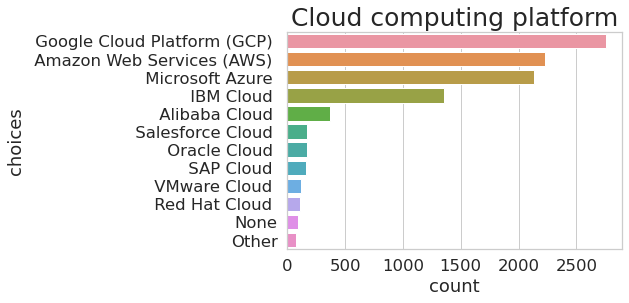 Cloud computing platform
Google Cloud Platform (GCP)
Amazon Web Services (AWS)
Microsoft Azure
IBM Cloud
Alibaba Cloud
Salesforce Cloud
Oracle Cloud
SAP Cloud
VMware Cloud
Red Hat Cloud
None
Other
choices
0 500 1000 1500 2000 2500
count